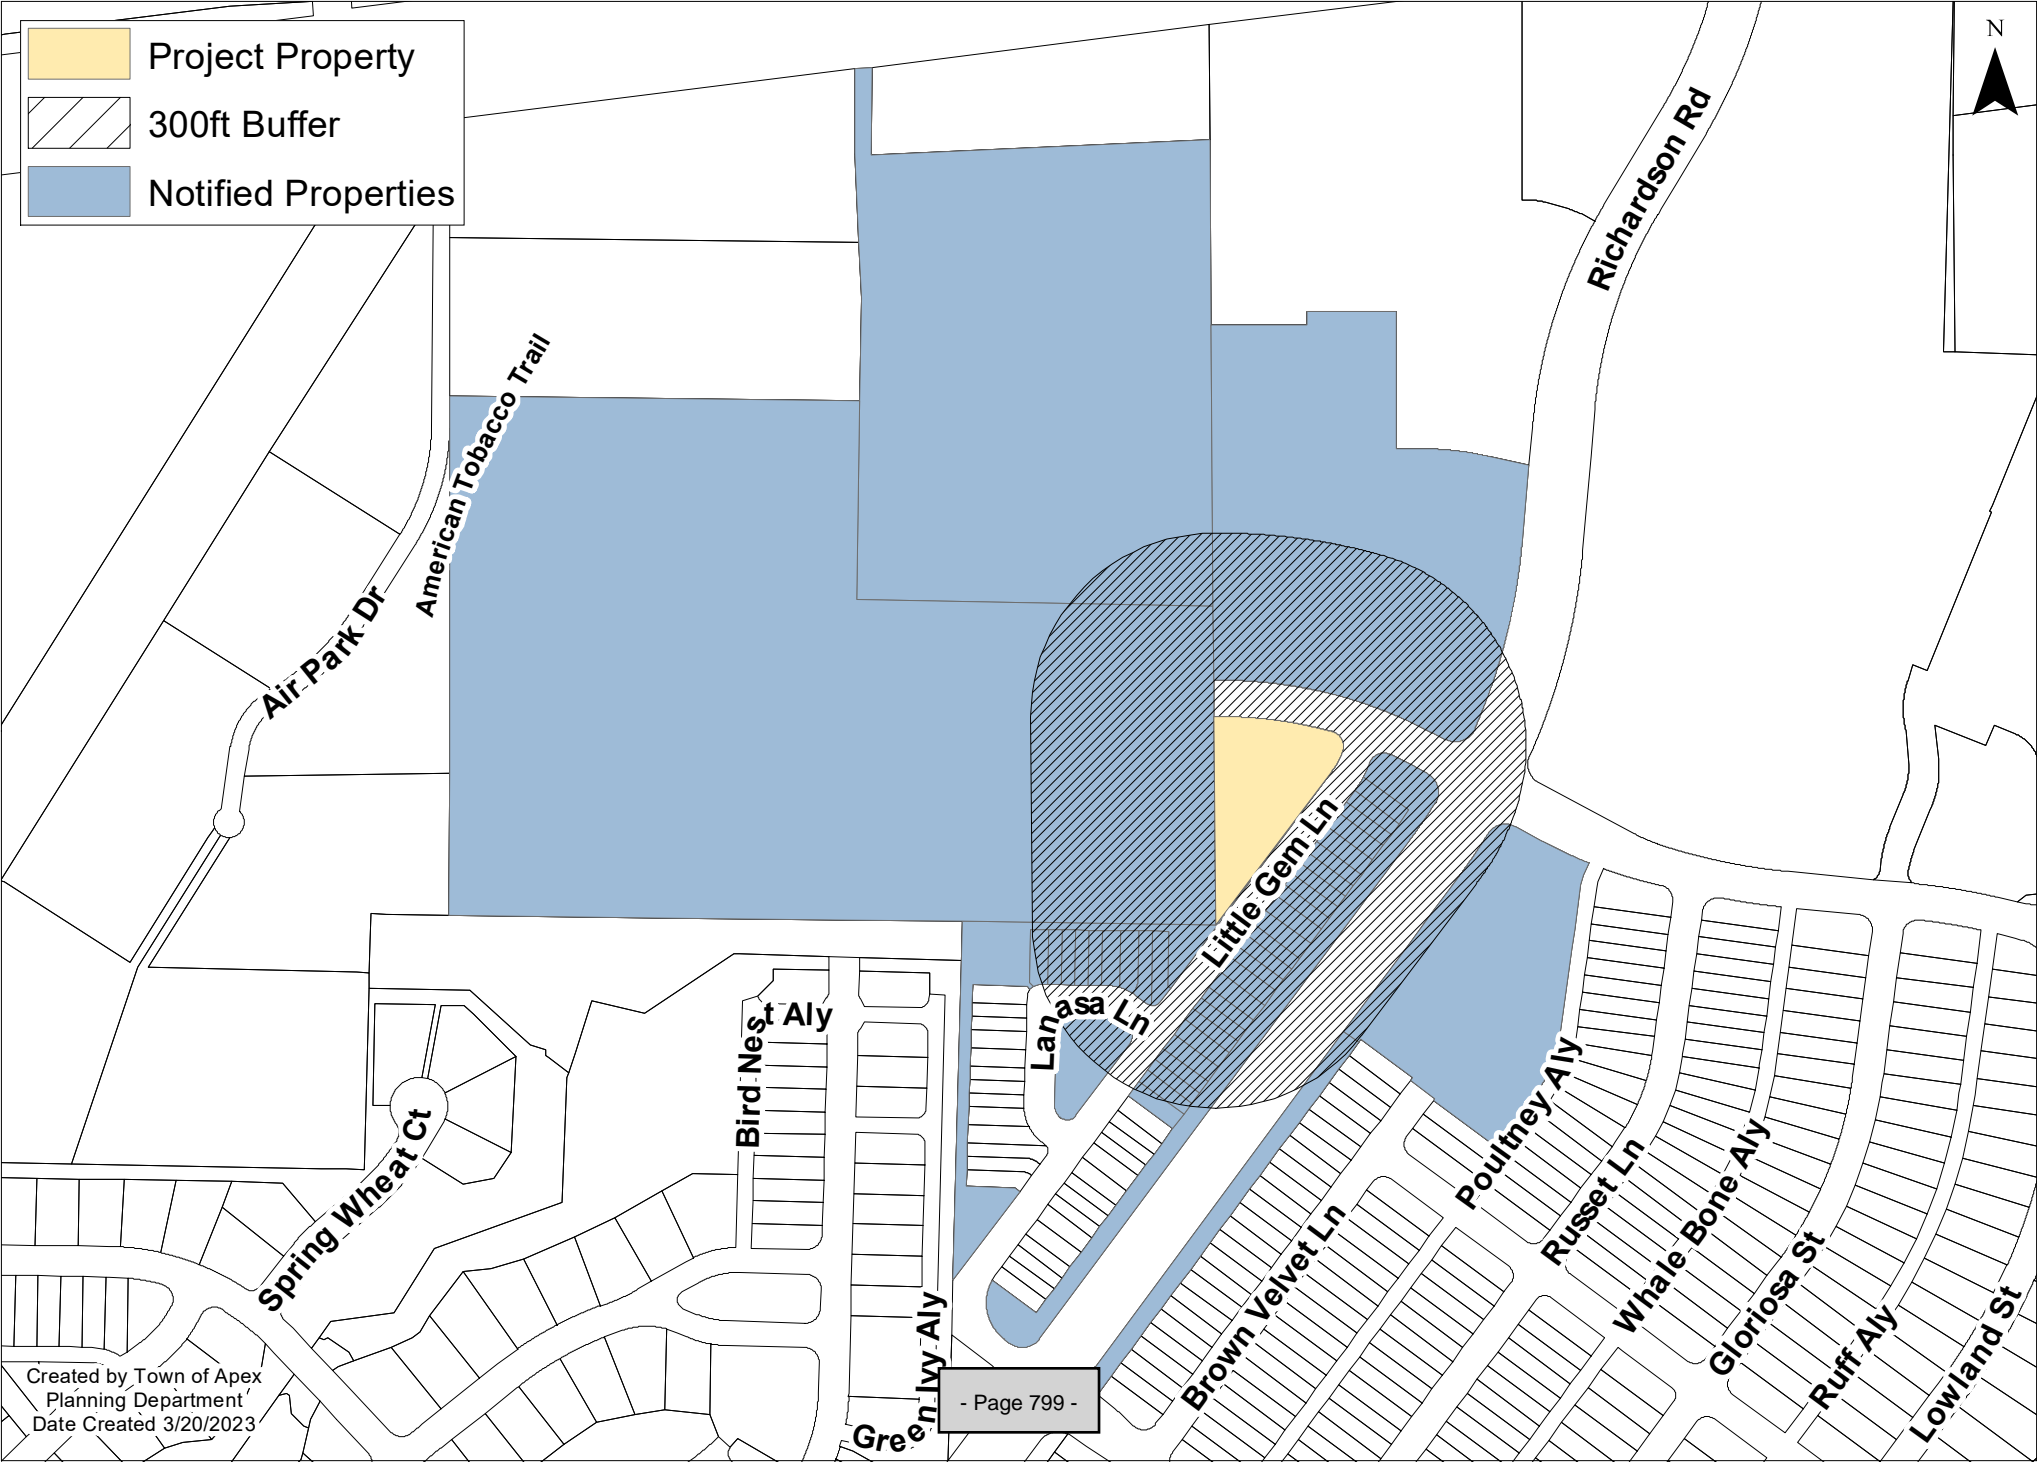 Project Property
300ft Buffer
Notified Properties
N
Richardson Rd
American Tobacco Trail
Air Park Dr
Little Gem Ln
Lanasa Ln
Bird Nest Aly
Spring Wheat Ct
Poultney Aly
Russet Ln
Whale Bone Aly
Brown Velvet Ln
Gloriosa St
Ruff Aly
Lowland St
Green Ivy Aly
Created by Town of Apex
Planning Department
Date Created 3/20/2023
- Page 799 -